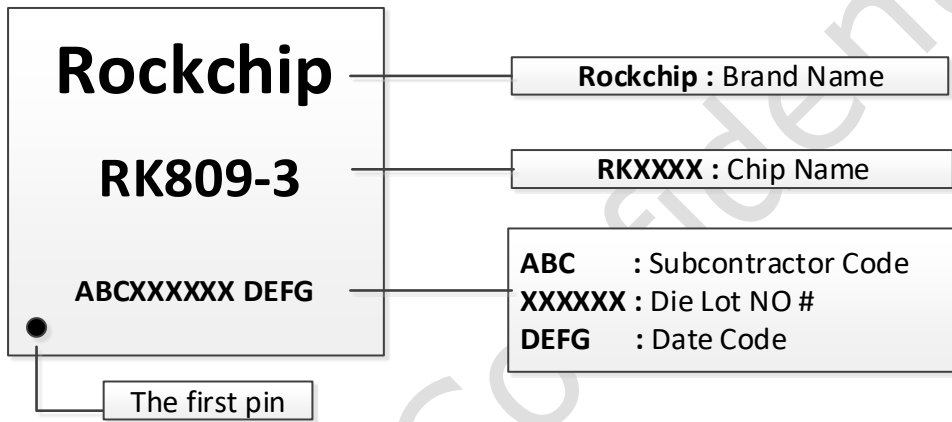 Rockchip
Rockchip : Brand Name
RK809-3
RKXXXX : Chip Name
ABCXXXXXX DEFG
ABC : Subcontractor Code
XXXXXX : Die Lot NO #
DEFG : Date Code
The first pin